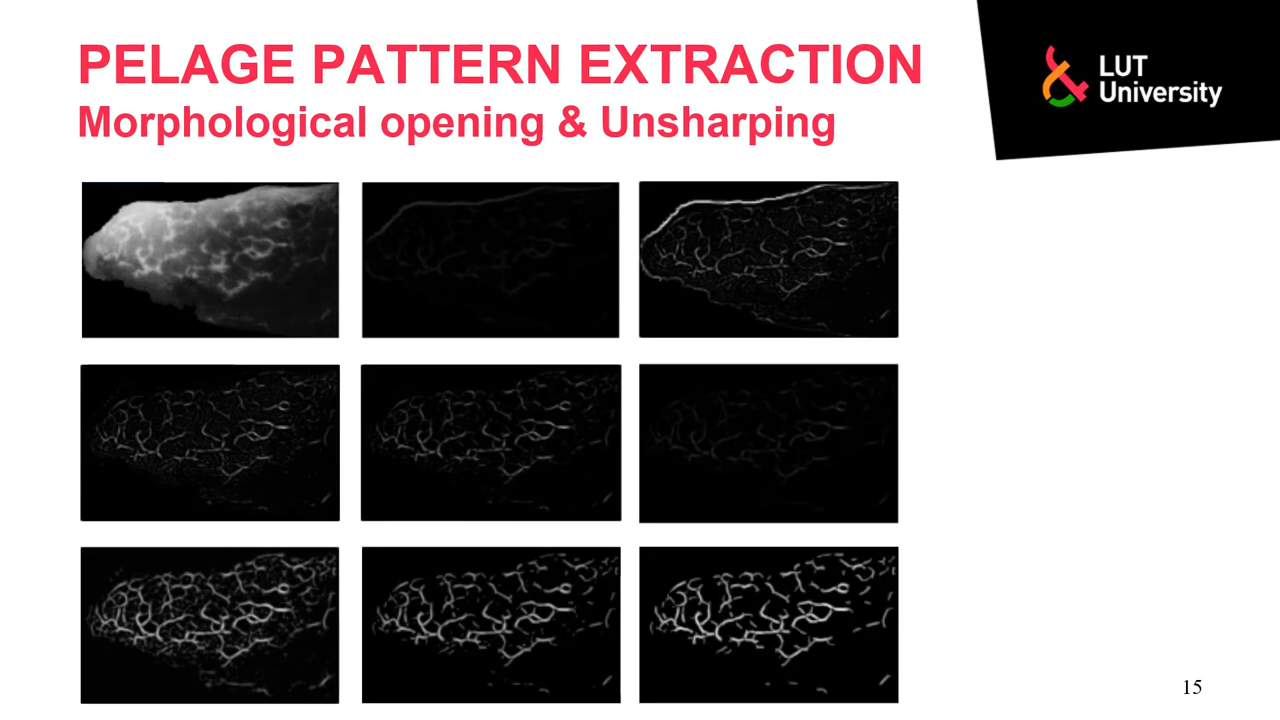 PELAGE PATTERN EXTRACTION
Morphological opening & Unsharping
LUT
University
15